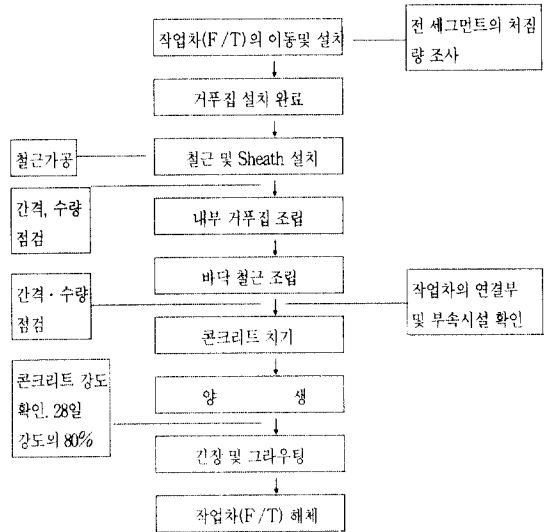 작업차(F/T)의 이동및 설치
전 세그먼트의 처짐
량 조사
거푸집 설치 완료
철근가공
철근 및 Sheath 설치
간격, 수량
점검
내부 거푸집 조립
바닥 철근 조립
간격·수량
점검
작업차의 연결부
및 부속시설 확인
콘크리트 치기
콘크리트 강도
확인. 28일
강도의 80%
양 생
긴장 및 그라우팅
작업차(F/T) 해체